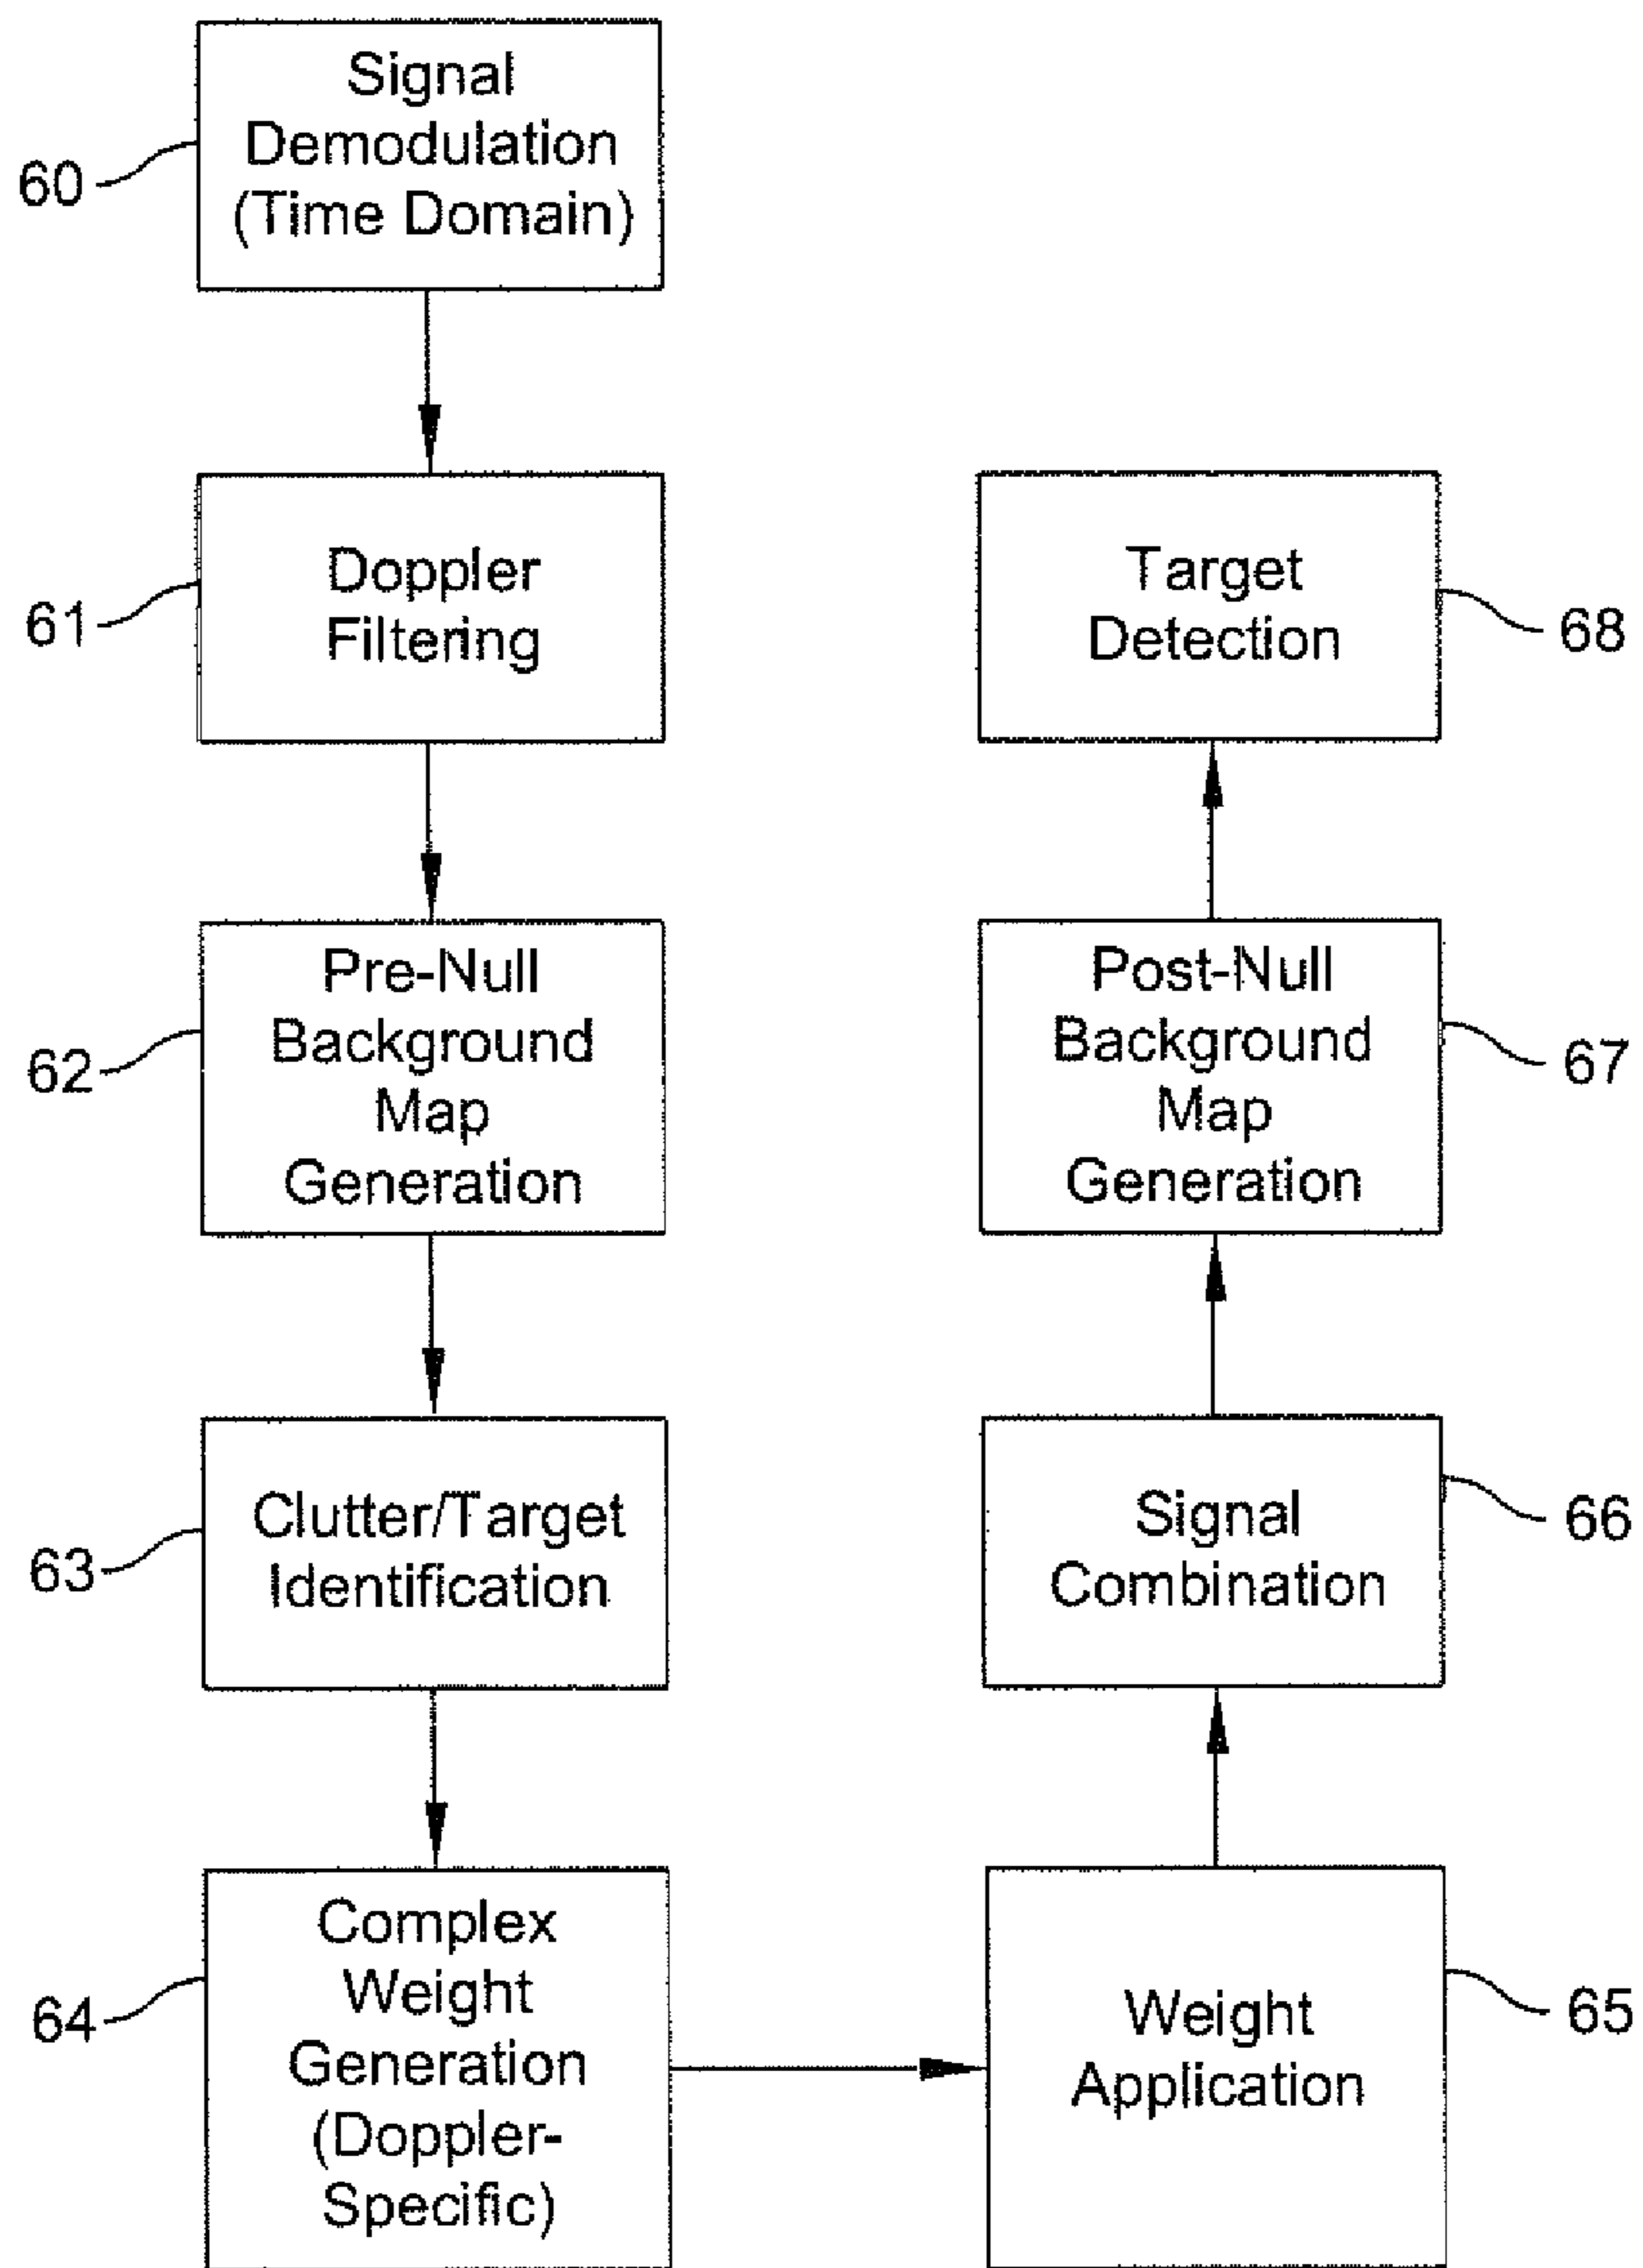 Signal
Demodulation
(Time Domain)
60
Doppler
Filtering
61
Pre-Null
Background
Map
Generation
62
Clutter/Target
Identification
63
Complex
Weight
Generation
(Doppler-
Specific)
64
Weight
Application
65
Signal
Combination
66
Post-Null
Background
Map
Generation
67
Target
Detection
68